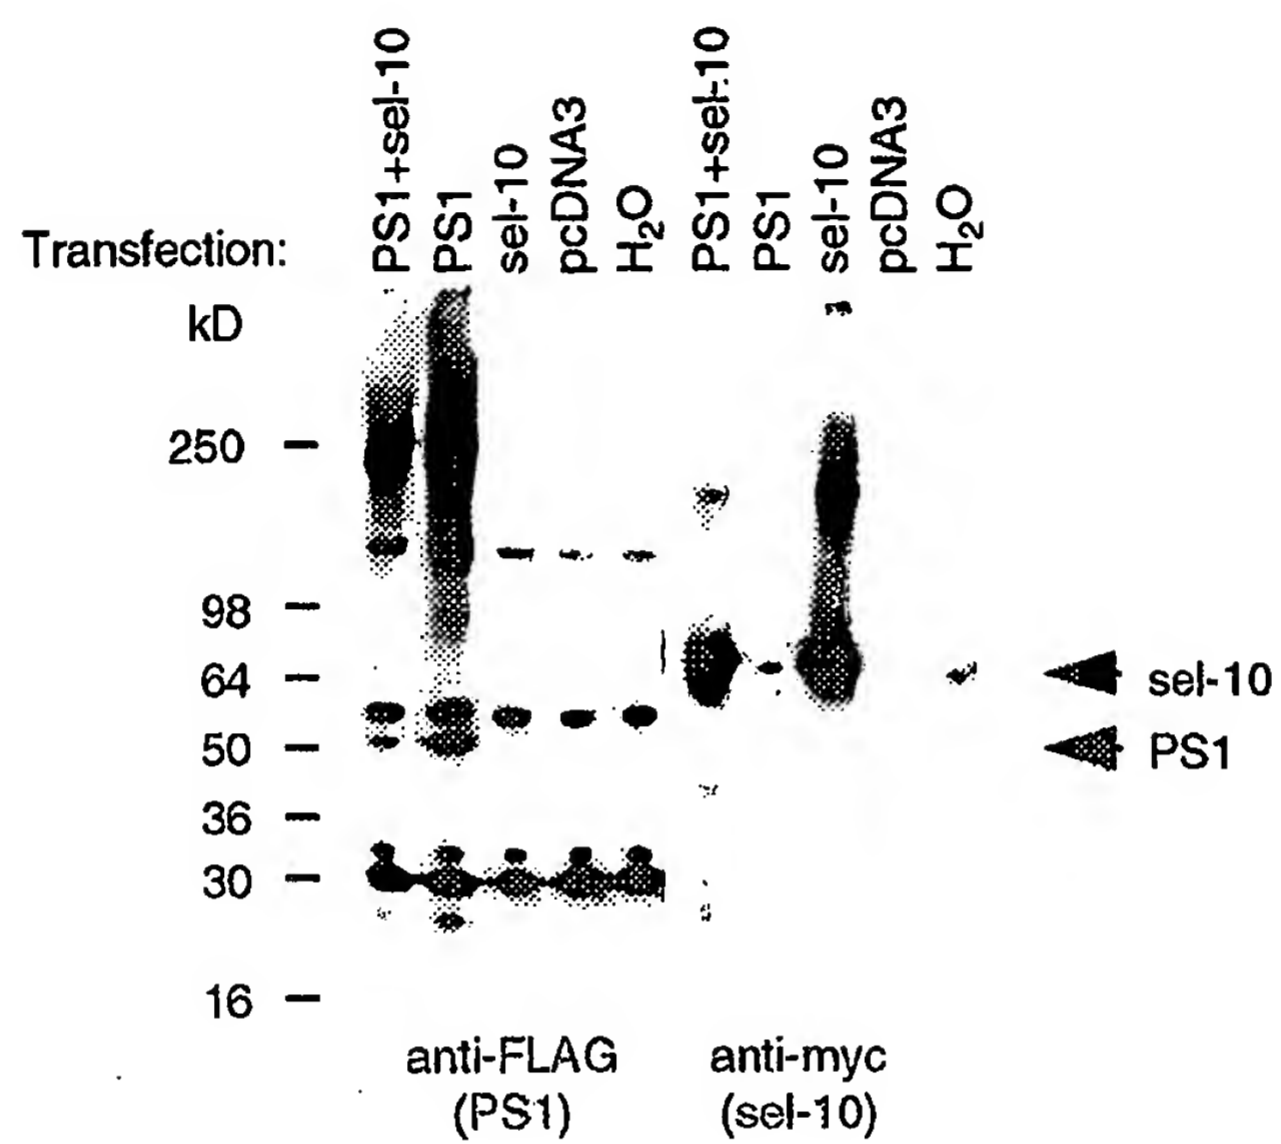 PS1+sel-10
PS1
sel-10
pcDNA3
H2O
PS1+sel-10
PS1
sel-10
pcDNA3
H2O
Transfection:
kD
250
98
64
50
36
30
16
sel-10
PS1
anti-FLAG
(PS1)
anti-myc
(sel-10)